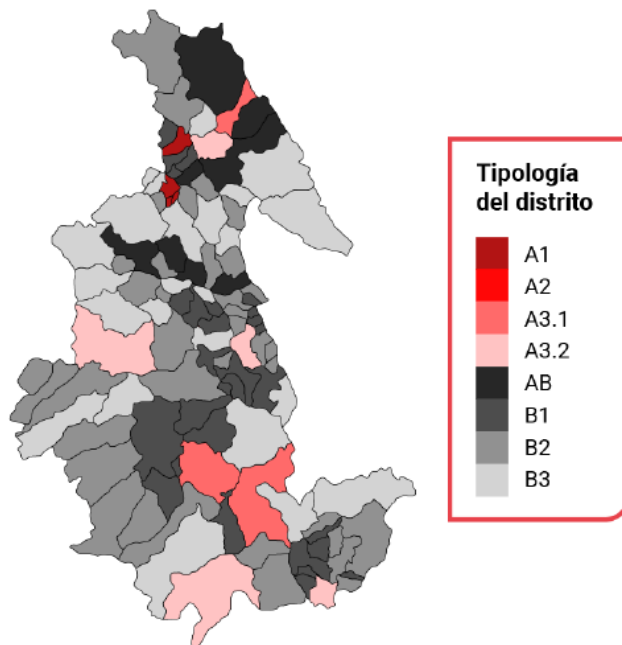 Tipología
del distrito
A1
A2
A3.1
A3.2
AB
B1
B2
B3